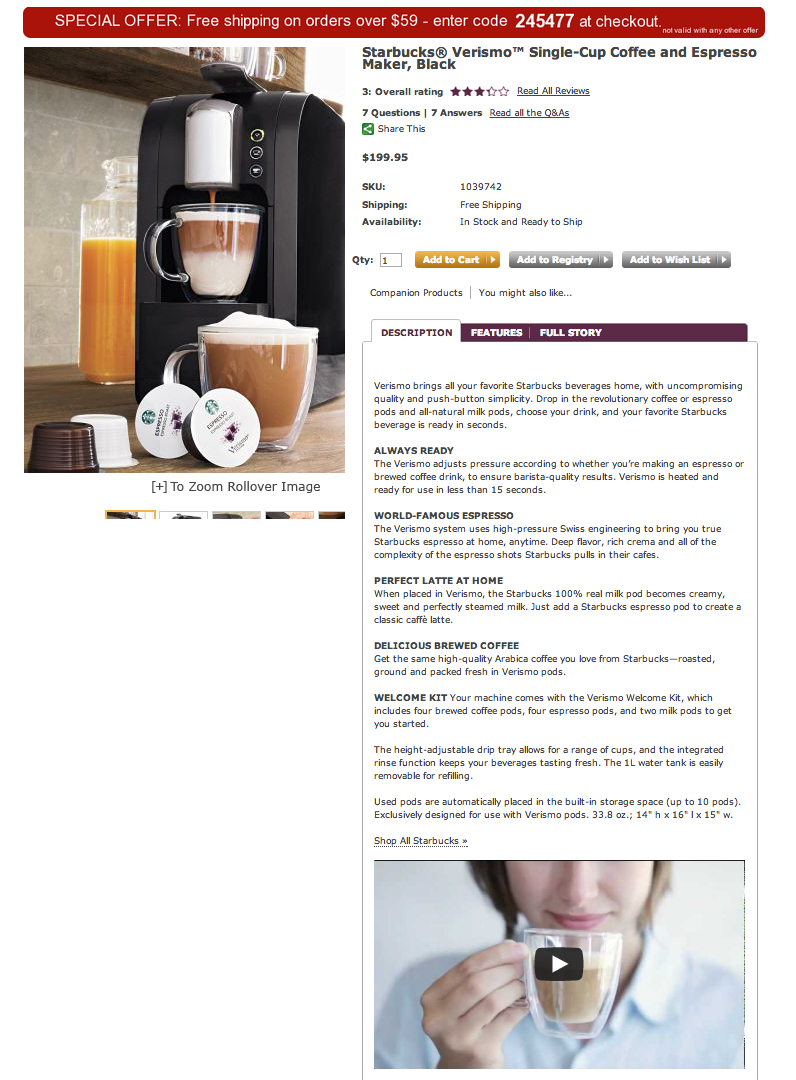 SPECIAL OFFER: Free shipping on orders over $59 - enter code 245477 at checkout.
not valid with any other offer
Starbucks® Verismo™ Single-Cup Coffee and Espresso
Maker, Black
3: Overall rating Read All Reviews
7 Questions | 7 Answers Read all the Q&As
Share This
$199.95
SKU: 1039742
Shipping: Free Shipping
Availability: In Stock and Ready to Ship
Qty: 1 Add to Cart Add to Registry Add to Wish List
Companion Products You might also like...
DESCRIPTION FEATURES FULL STORY
Verismo brings all your favorite Starbucks beverages home, with uncompromising
quality and push-button simplicity. Drop in the revolutionary coffee or espresso
pods and all-natural milk pods, choose your drink, and your favorite Starbucks
beverage is ready in seconds.
ALWAYS READY
The Verismo adjusts pressure according to whether you're making an espresso or
brewed coffee drink, to ensure barista-quality results. Verismo is heated and
ready for use in less than 15 seconds.
WORLD-FAMOUS ESPRESSO
The Verismo system uses high-pressure Swiss engineering to bring you true
Starbucks espresso at home, anytime. Deep flavor, rich crema and all of the
complexity of the espresso shots Starbucks pulls in their cafes.
PERFECT LATTE AT HOME
When placed in Verismo, the Starbucks 100% real milk pod becomes creamy,
sweet and perfectly steamed milk. Just add a Starbucks espresso pod to create a
classic caffè latte.
DELICIOUS BREWED COFFEE
Get the same high-quality Arabica coffee you love from Starbucks—roasted,
ground and packed fresh in Verismo pods.
WELCOME KIT Your machine comes with the Verismo Welcome Kit, which
includes four brewed coffee pods, four espresso pods, and two milk pods to get
you started.
The height-adjustable drip tray allows for a range of cups, and the integrated
rinse function keeps your beverages tasting fresh. The 1L water tank is easily
removable for refilling.
Used pods are automatically placed in the built-in storage space (up to 10 pods).
Exclusively designed for use with Verismo pods. 33.8 oz.; 14" h x 16" l x 15" w.
Shop All Starbucks »
ESPRESSO
ESPRESSO ROAST
ESPRESSO
ESPRESSO ROAST
Verismo
[+] To Zoom Rollover Image